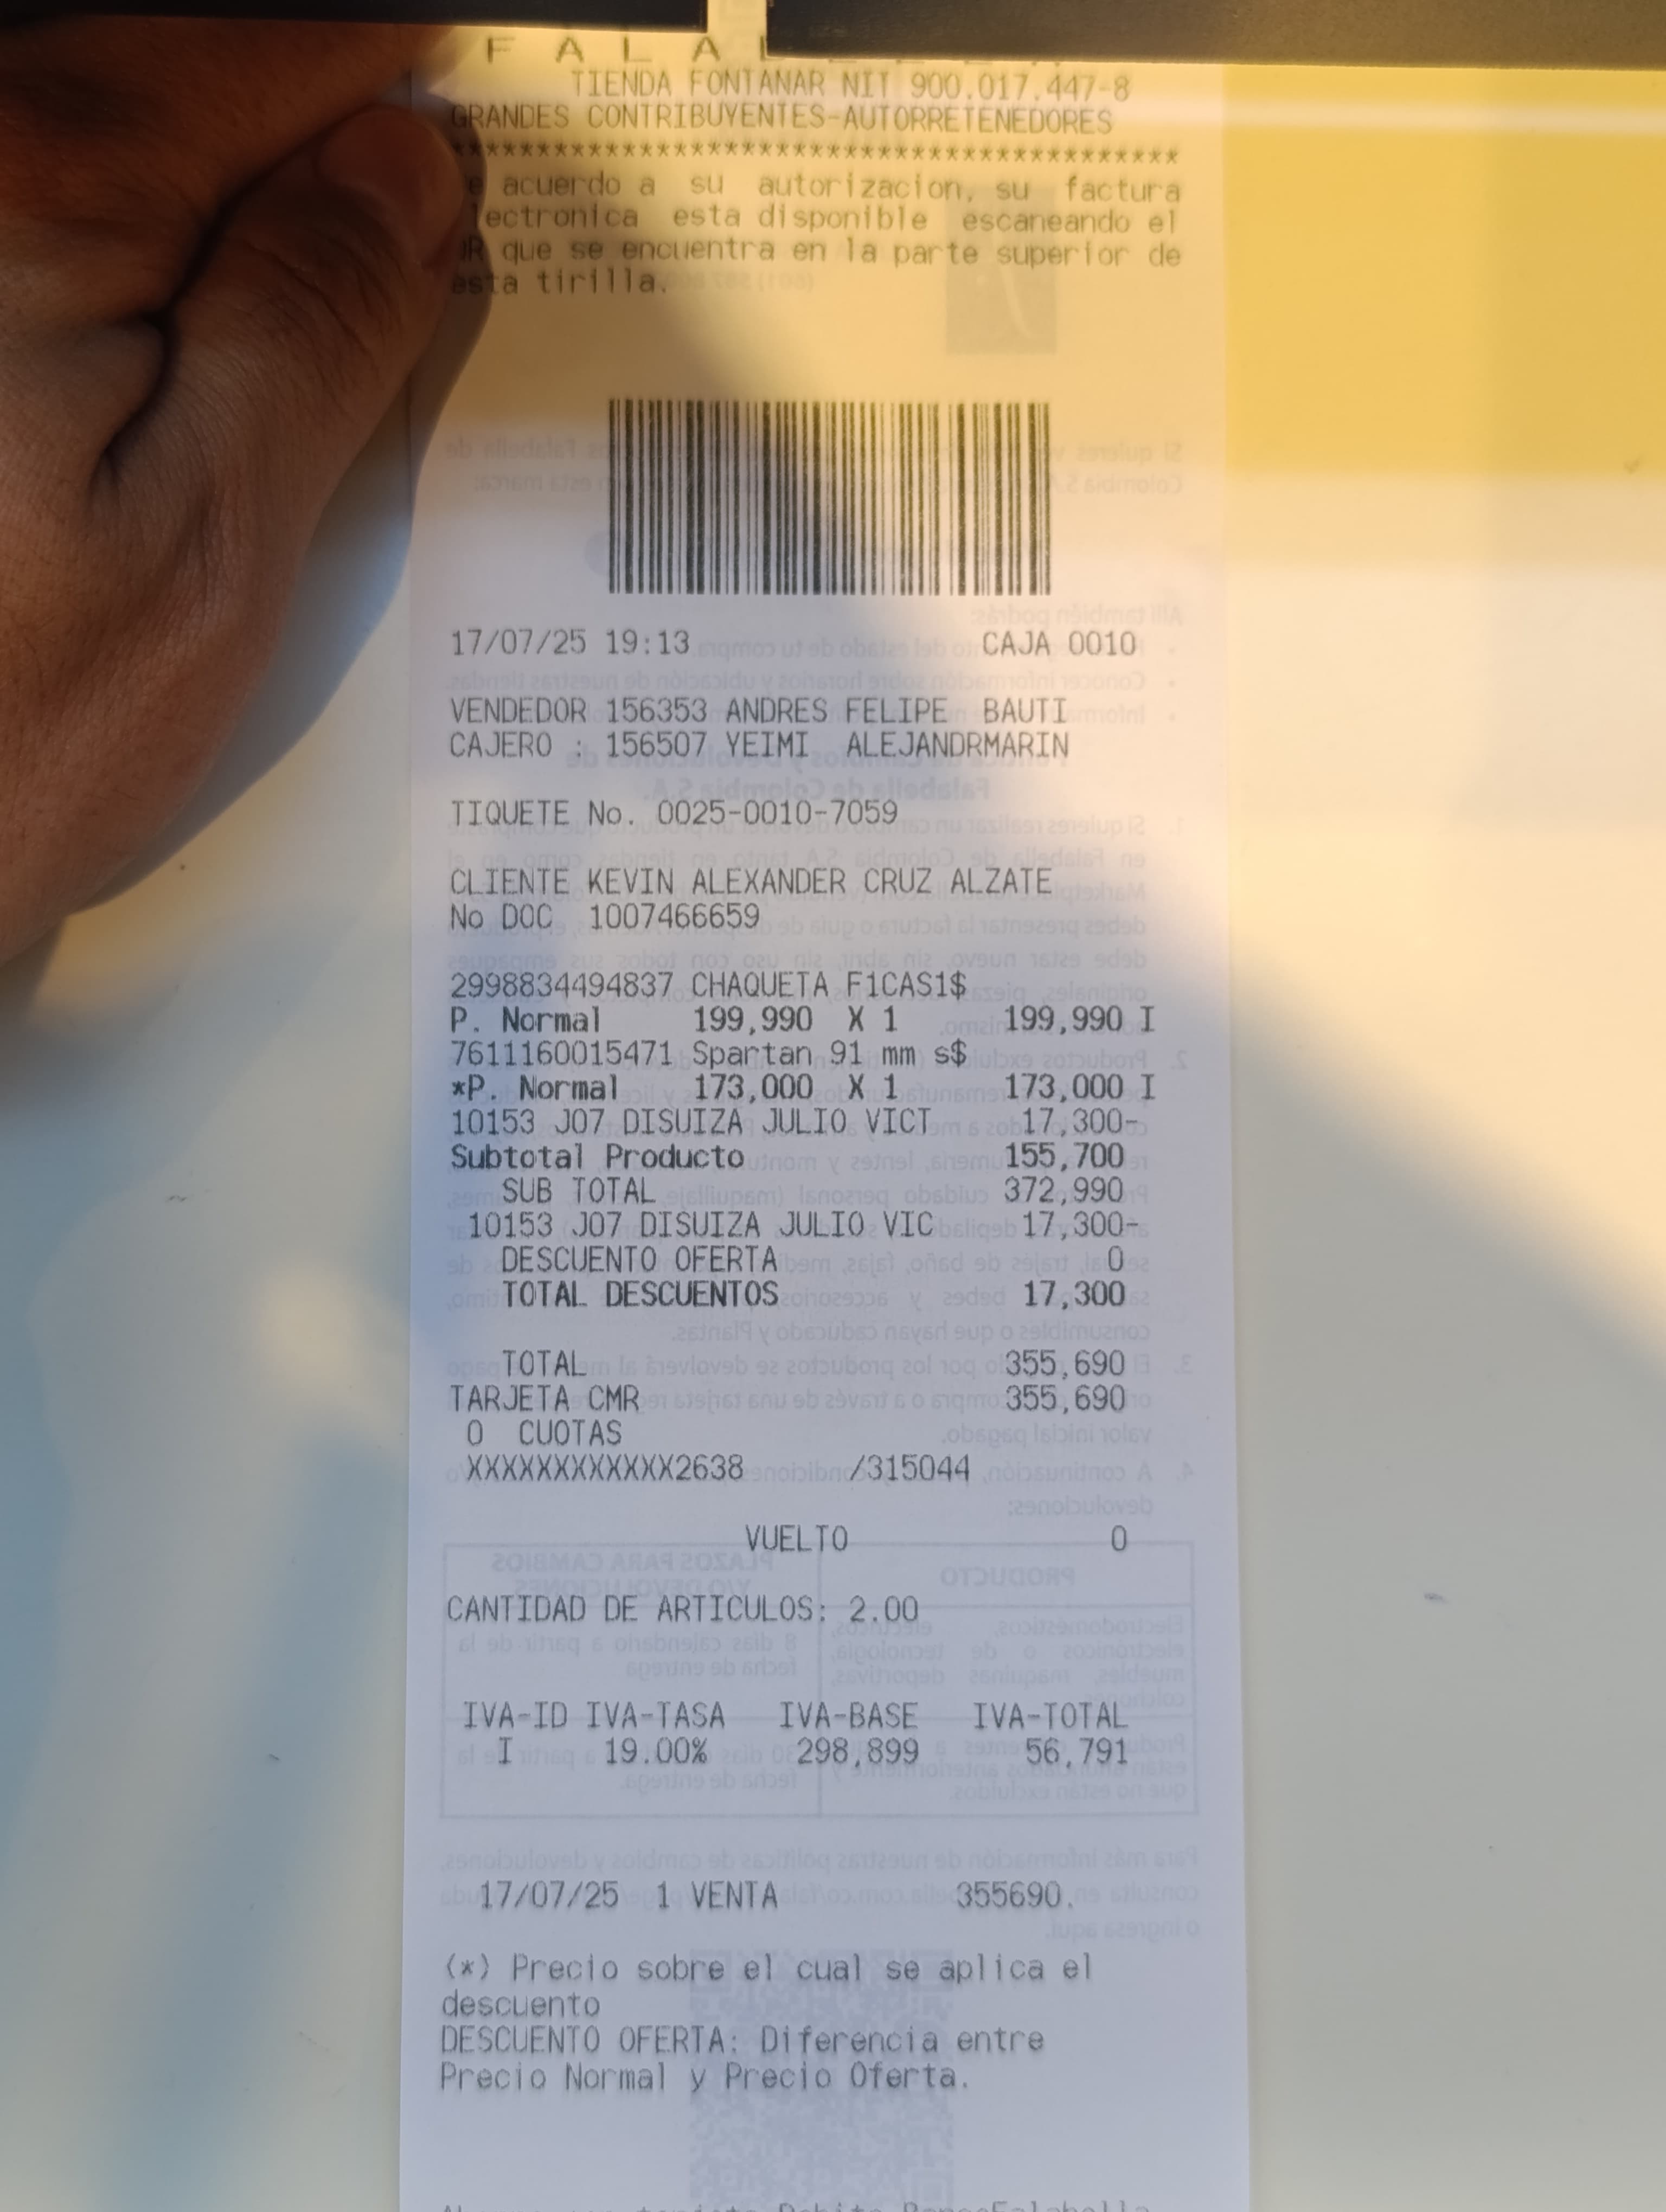 F A L A
TIENDA FONTANAR NIT 900.017.447-8
GRANDES CONTRIBUYENTES-AUTORRETENEDORES
*******************************************
e acuerdo a su autorizacion, su factura
lectronica esta disponible escaneando el
QR que se encuentra en la parte superior de
esta tirilla.
17/07/25 19:13 CAJA 0010
VENDEDOR 156353 ANDRES FELIPE BAUTI
CAJERO : 156507 YEIMI ALEJANDRMARIN
TIQUETE No. 0025-0010-7059
CLIENTE KEVIN ALEXANDER CRUZ ALZATE
No DOC 1007466659
2998834494837 CHAQUETA F1CAS1$
P. Normal 199,990 X 1 199,990 I
7611160015471 Spartan 91 mm s$
*P. Normal 173,000 X 1 173,000 I
10153 J07 DISUIZA JULIO VICT 17,300-
Subtotal Producto 155,700
SUB TOTAL 372,990
10153 J07 DISUIZA JULIO VIC 17,300-
DESCUENTO OFERTA 0
TOTAL DESCUENTOS 17,300
TOTAL 355,690
TARJETA CMR 355,690
0 CUOTAS
XXXXXXXXXXXX2638 /315044
VUELTO 0
CANTIDAD DE ARTICULOS: 2.00
IVA-ID IVA-TASA IVA-BASE IVA-TOTAL
I 19.00% 298,899 56,791
17/07/25 1 VENTA 355690.
(*) Precio sobre el cual se aplica el
descuento
DESCUENTO OFERTA: Diferencia entre
Precio Normal y Precio Oferta.